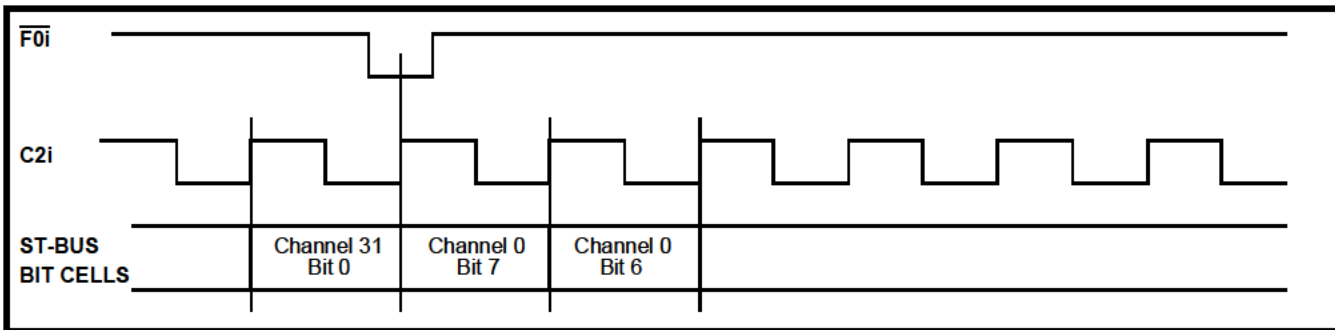 F0i
C2i
ST-BUS
BIT CELLS
Channel 31
Bit 0
Channel 0
Bit 7
Channel 0
Bit 6